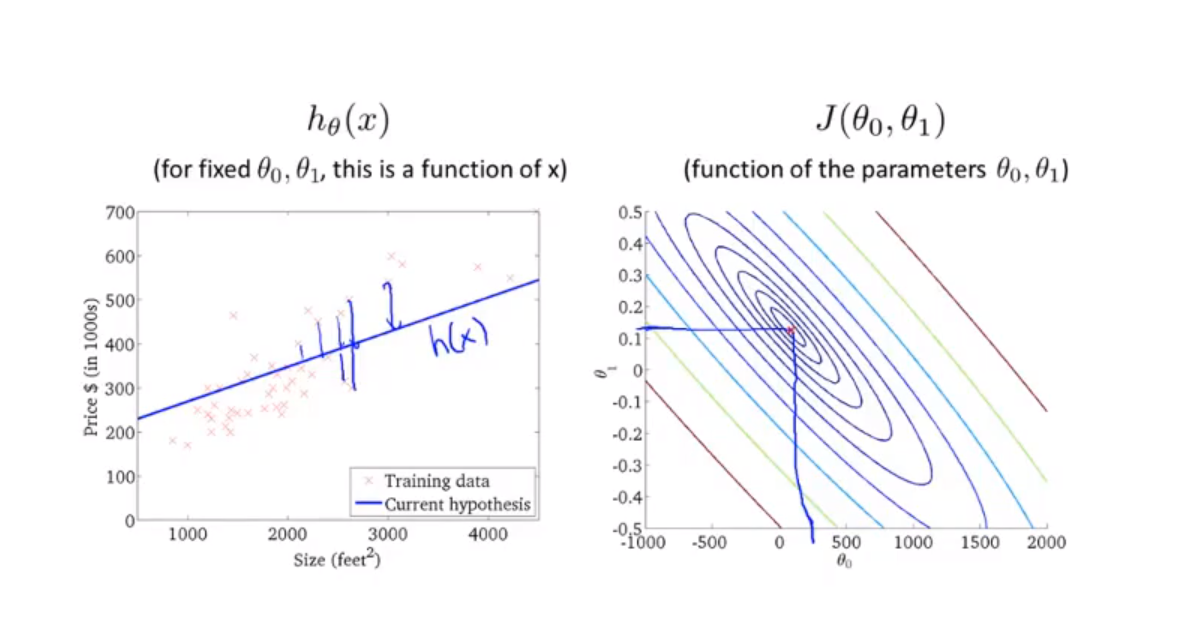 hθ(x)
(for fixed θ₀, θ₁, this is a function of x)
700
600
500
400
300
200
100
0
Price $ (in 1000s)
1000 2000 3000 4000
Size (feet²)
h(x)
Training data
Current hypothesis
J(θ₀, θ₁)
(function of the parameters θ₀, θ₁)
0.5
0.4
0.3
0.2
0.1
0
-0.1
-0.2
-0.3
-0.4
-0.5
θ₁
-1000 -500 0 500 1000 1500 2000
θ₀